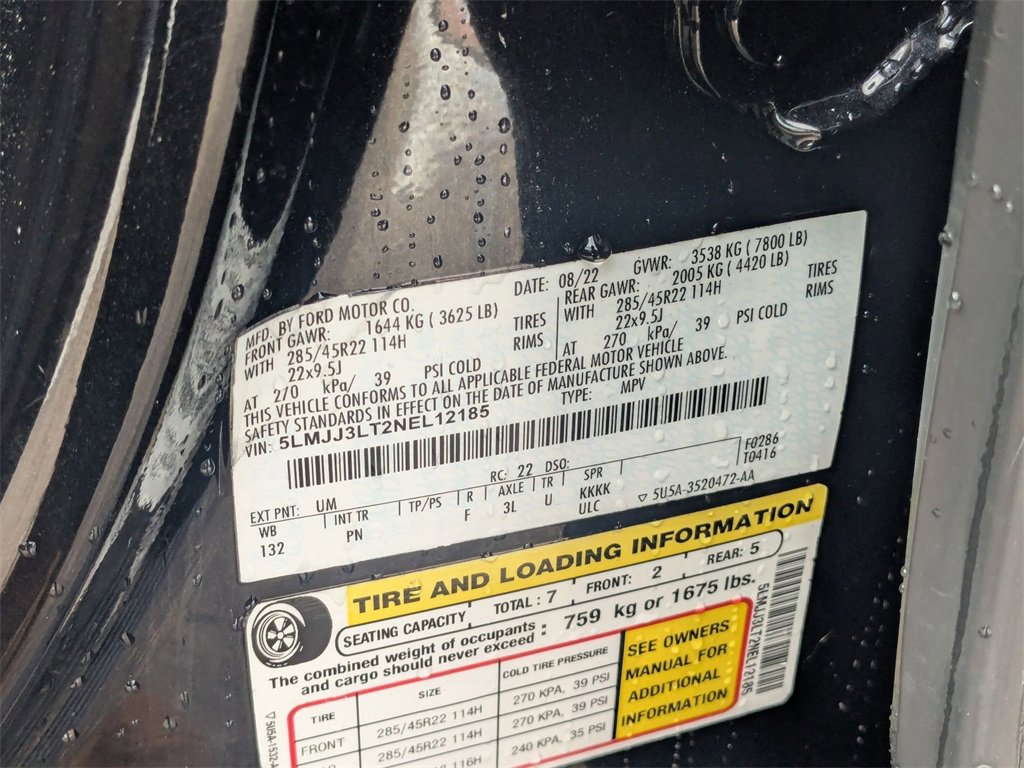 MFD. BY FORD MOTOR CO.
DATE: 08/22 GVWR: 3538 KG ( 7800 LB)
FRONT GAWR: 1644 KG ( 3625 LB)
WITH 285/45R22 114H TIRES
22x9.5J RIMS
AT 270 kPa/ 39 PSI COLD
REAR GAWR: 2005 KG ( 4420 LB)
WITH 285/45R22 114H TIRES
22x9.5J RIMS
AT 270 kPa/ 39 PSI COLD
THIS VEHICLE CONFORMS TO ALL APPLICABLE FEDERAL MOTOR VEHICLE
SAFETY STANDARDS IN EFFECT ON THE DATE OF MANUFACTURE SHOWN ABOVE.
VIN: 5LMJJ3LT2NEL12185 TYPE: MPV
EXT PNT: UM RC: 22 DSO: F0286
WB INT TR TP/PS R AXLE TR SPR T0416
132 PN F 3L U KKKK
ULC ▽ 5U5A-3520472-AA
TIRE AND LOADING INFORMATION
SEATING CAPACITY TOTAL : 7 FRONT: 2 REAR: 5
The combined weight of occupants : 759 kg or 1675 lbs.
and cargo should never exceed :
TIRE SIZE COLD TIRE PRESSURE
FRONT 285/45R22 114H 270 KPA, 39 PSI
285/45R22 114H 270 KPA, 39 PSI
116H 240 KPA, 35 PSI
SEE OWNERS
MANUAL FOR
ADDITIONAL
INFORMATION
5LMJJ3LT2NEL12185
▽ 5U5A-1532-A